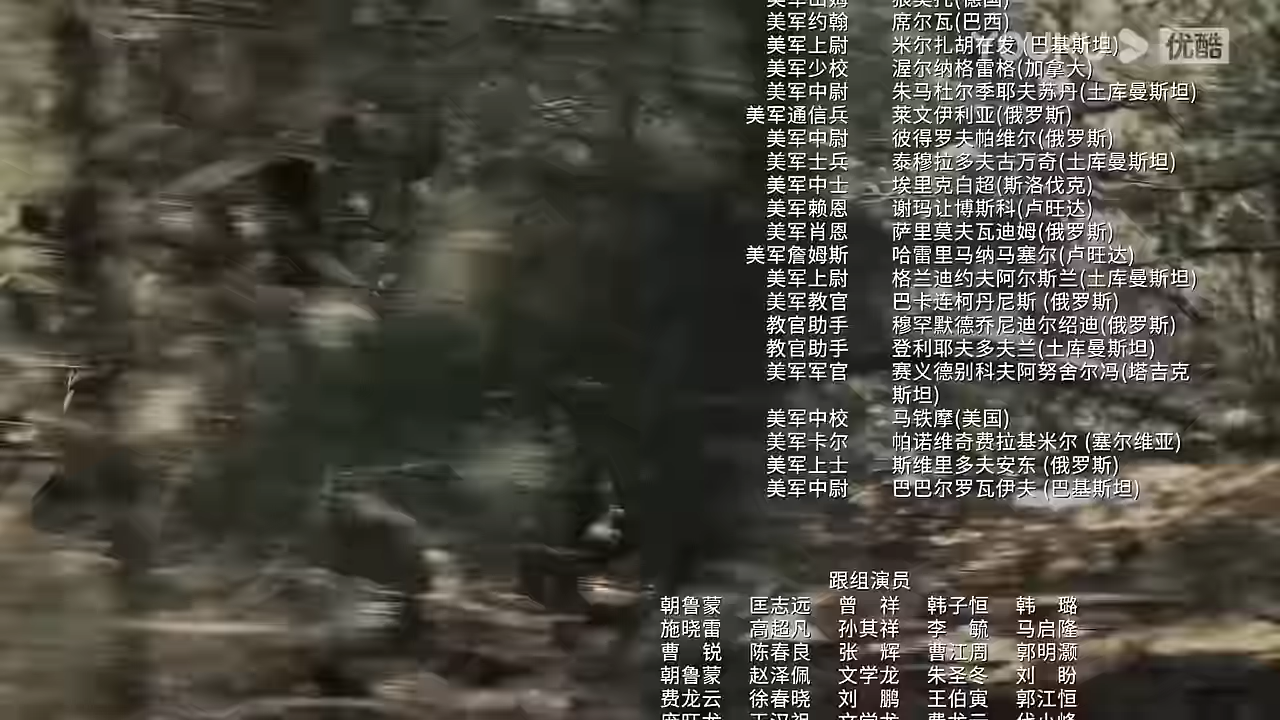 美军约翰 席尔瓦(巴西)
美军上尉 米尔扎胡在发 (巴基斯坦)
优酷
美军少校 渥尔纳格雷格(加拿大)
美军中尉 朱马杜尔季耶夫苏丹(土库曼斯坦)
美军通信兵 莱文伊利亚(俄罗斯)
美军中尉 彼得罗夫帕维尔(俄罗斯)
美军士兵 泰穆拉多夫古万奇(土库曼斯坦)
美军中士 埃里克白超(斯洛伐克)
美军赖恩 谢玛让博斯科(卢旺达)
美军肖恩 萨里莫夫瓦迪姆(俄罗斯)
美军詹姆斯 哈雷里马纳马塞尔(卢旺达)
美军上尉 格兰迪约夫阿尔斯兰(土库曼斯坦)
美军教官 巴卡连柯丹尼斯 (俄罗斯)
教官助手 穆罕默德乔尼迪尔绍迪(俄罗斯)
教官助手 登利耶夫多夫兰(土库曼斯坦)
美军军官 赛义德别科夫阿努舍尔冯(塔吉克
斯坦)
美军中校 马铁摩(美国)
美军卡尔 帕诺维奇费拉基米尔 (塞尔维亚)
美军上士 斯维里多夫安东 (俄罗斯)
美军中尉 巴巴尔罗瓦伊夫 (巴基斯坦)
跟组演员
朝鲁蒙 匡志远 曾 祥 韩子恒 韩 璐
施晓雷 高超凡 孙其祥 李 毓 马启隆
曹 锐 陈春良 张 辉 曹江周 郭明灏
朝鲁蒙 赵泽佩 文学龙 朱圣冬 刘 盼
费龙云 徐春晓 刘 鹏 王伯寅 郭江恒